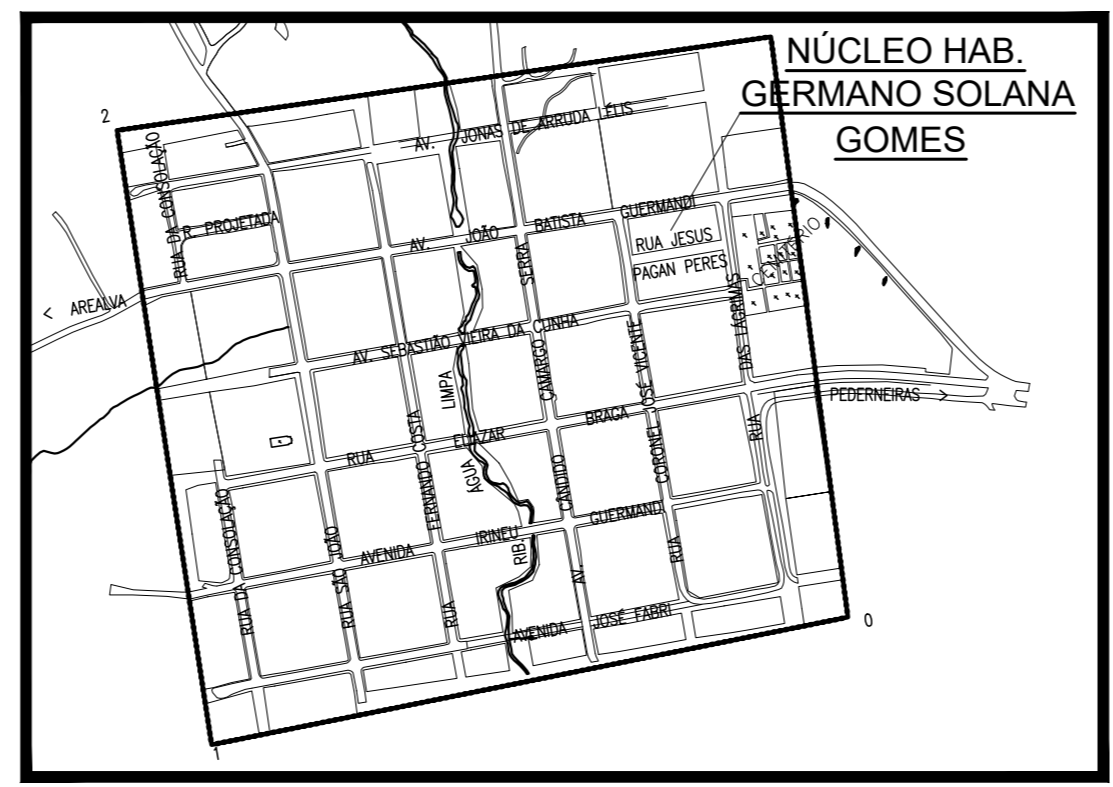 NÚCLEO HAB.
GERMANO SOLANA
GOMES
2
RUA DA CONSOLAÇÃO
R. PROJETADA
AV. JONAS DE ARRUDA LÉLIS
AV. JOÃO BATISTA GUERMANDI
RUA JESUS
PAGAN PERES
CEMITÉRIO
< AREALVA
AV. SEBASTIÃO VIEIRA DA CUNHA
PEDERNEIRAS >
RUA ELIAZAR BRAGA
AVENIDA IRINEU GUERMAND
AVENIDA JOSÉ FABRI
RUA DA CONSOLAÇÃO
RUA SÃO JOÃO
RUA FERNANDO COSTA
RIB. ÁGUA LIMPA
AV. CÂNDIDO CAMARGO SERRA
RUA CORONEL JOSÉ VICENTE
RUA DAS LÁGRIMAS
0
1